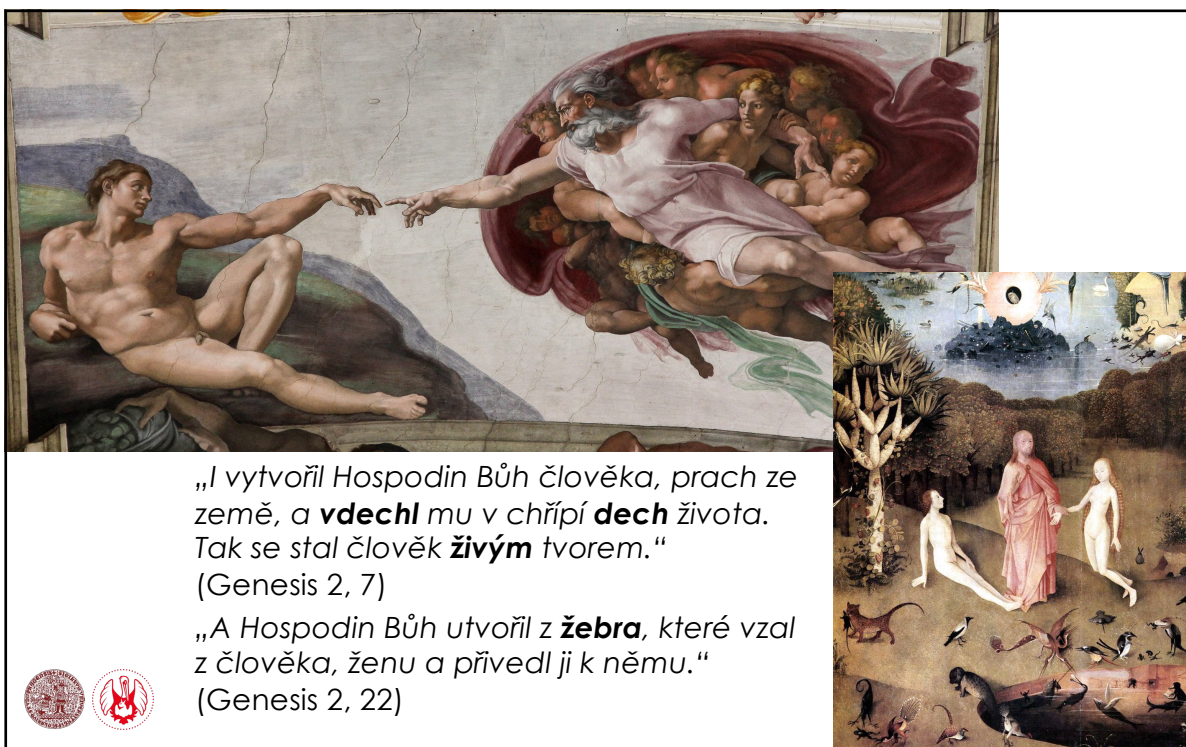 „I vytvořil Hospodin Bůh člověka, prach ze
země, a vdechl mu v chřípí dech života.
Tak se stal člověk živým tvorem.“
(Genesis 2, 7)
„A Hospodin Bůh utvořil z žebra, které vzal
z člověka, ženu a přivedl ji k němu.“
(Genesis 2, 22)